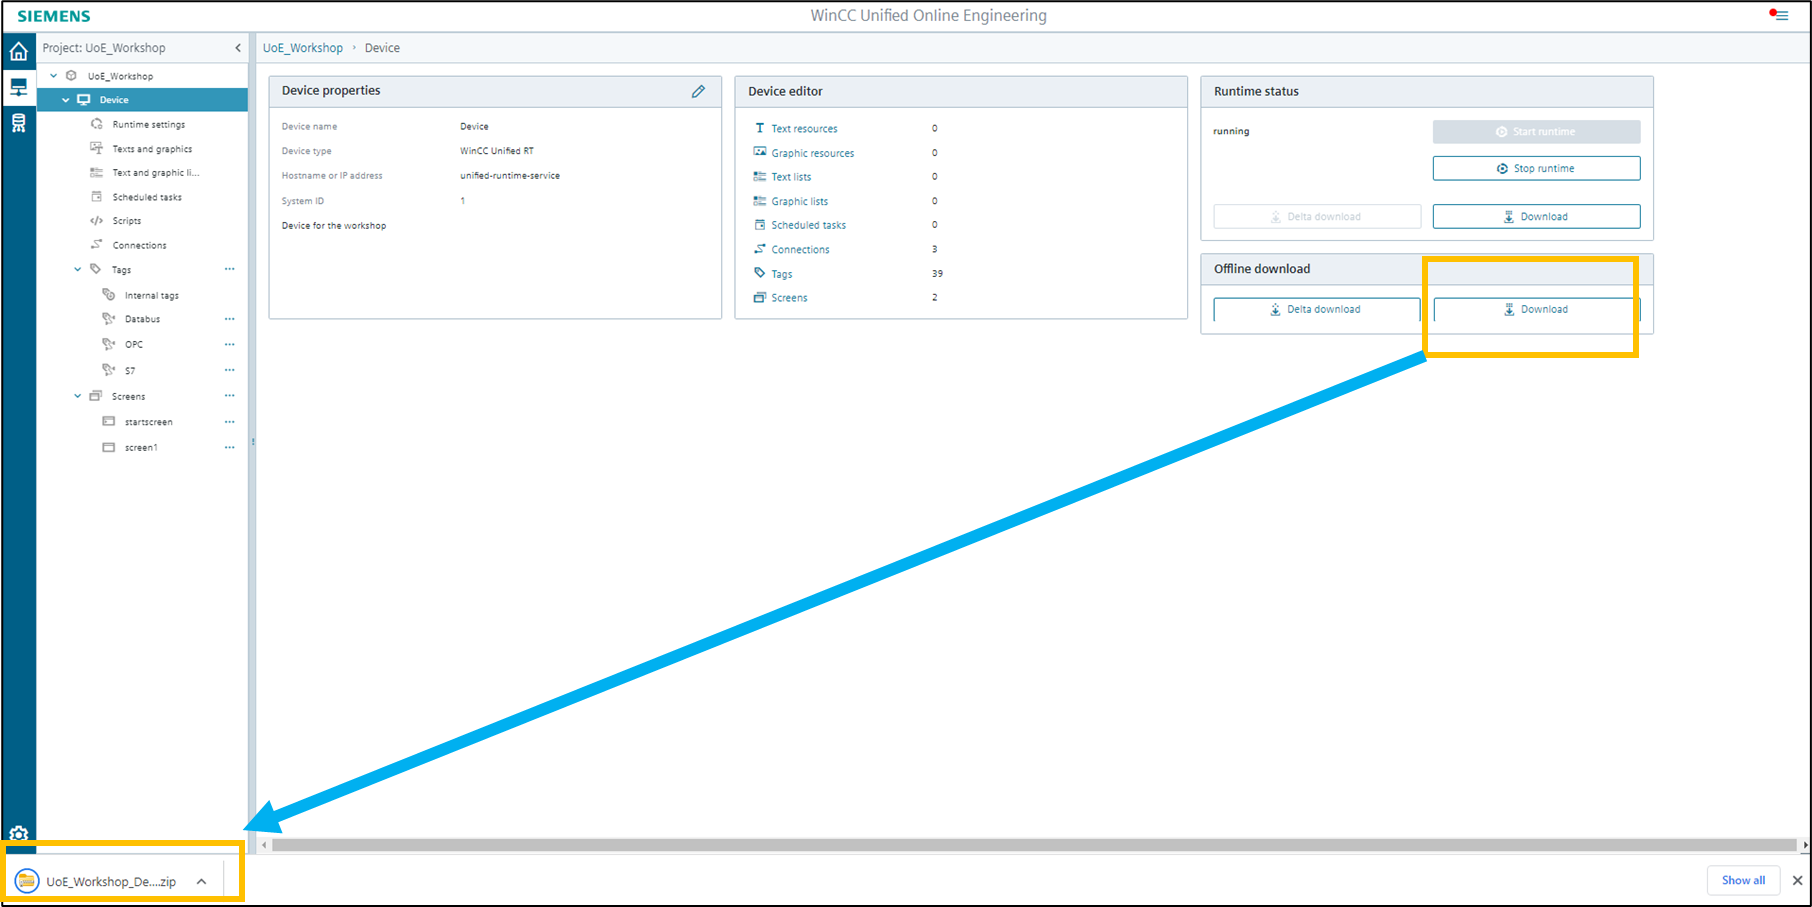 SIEMENS
WinCC Unified Online Engineering
Project: UoE_Workshop
UoE_Workshop
Device
Runtime settings
Texts and graphics
Text and graphic li...
Scheduled tasks
Scripts
Connections
Tags
Internal tags
Databus
OPC
S7
Screens
startscreen
screen1
UoE_Workshop › Device
Device properties
Device name Device
Device type WinCC Unified RT
Hostname or IP address unified-runtime-service
System ID 1
Device for the workshop
Device editor
Text resources 0
Graphic resources 0
Text lists 0
Graphic lists 0
Scheduled tasks 0
Connections 3
Tags 39
Screens 2
Runtime status
running
Start runtime
Stop runtime
Delta download
Download
Offline download
Delta download
Download
UoE_Workshop_De....zip
Show all